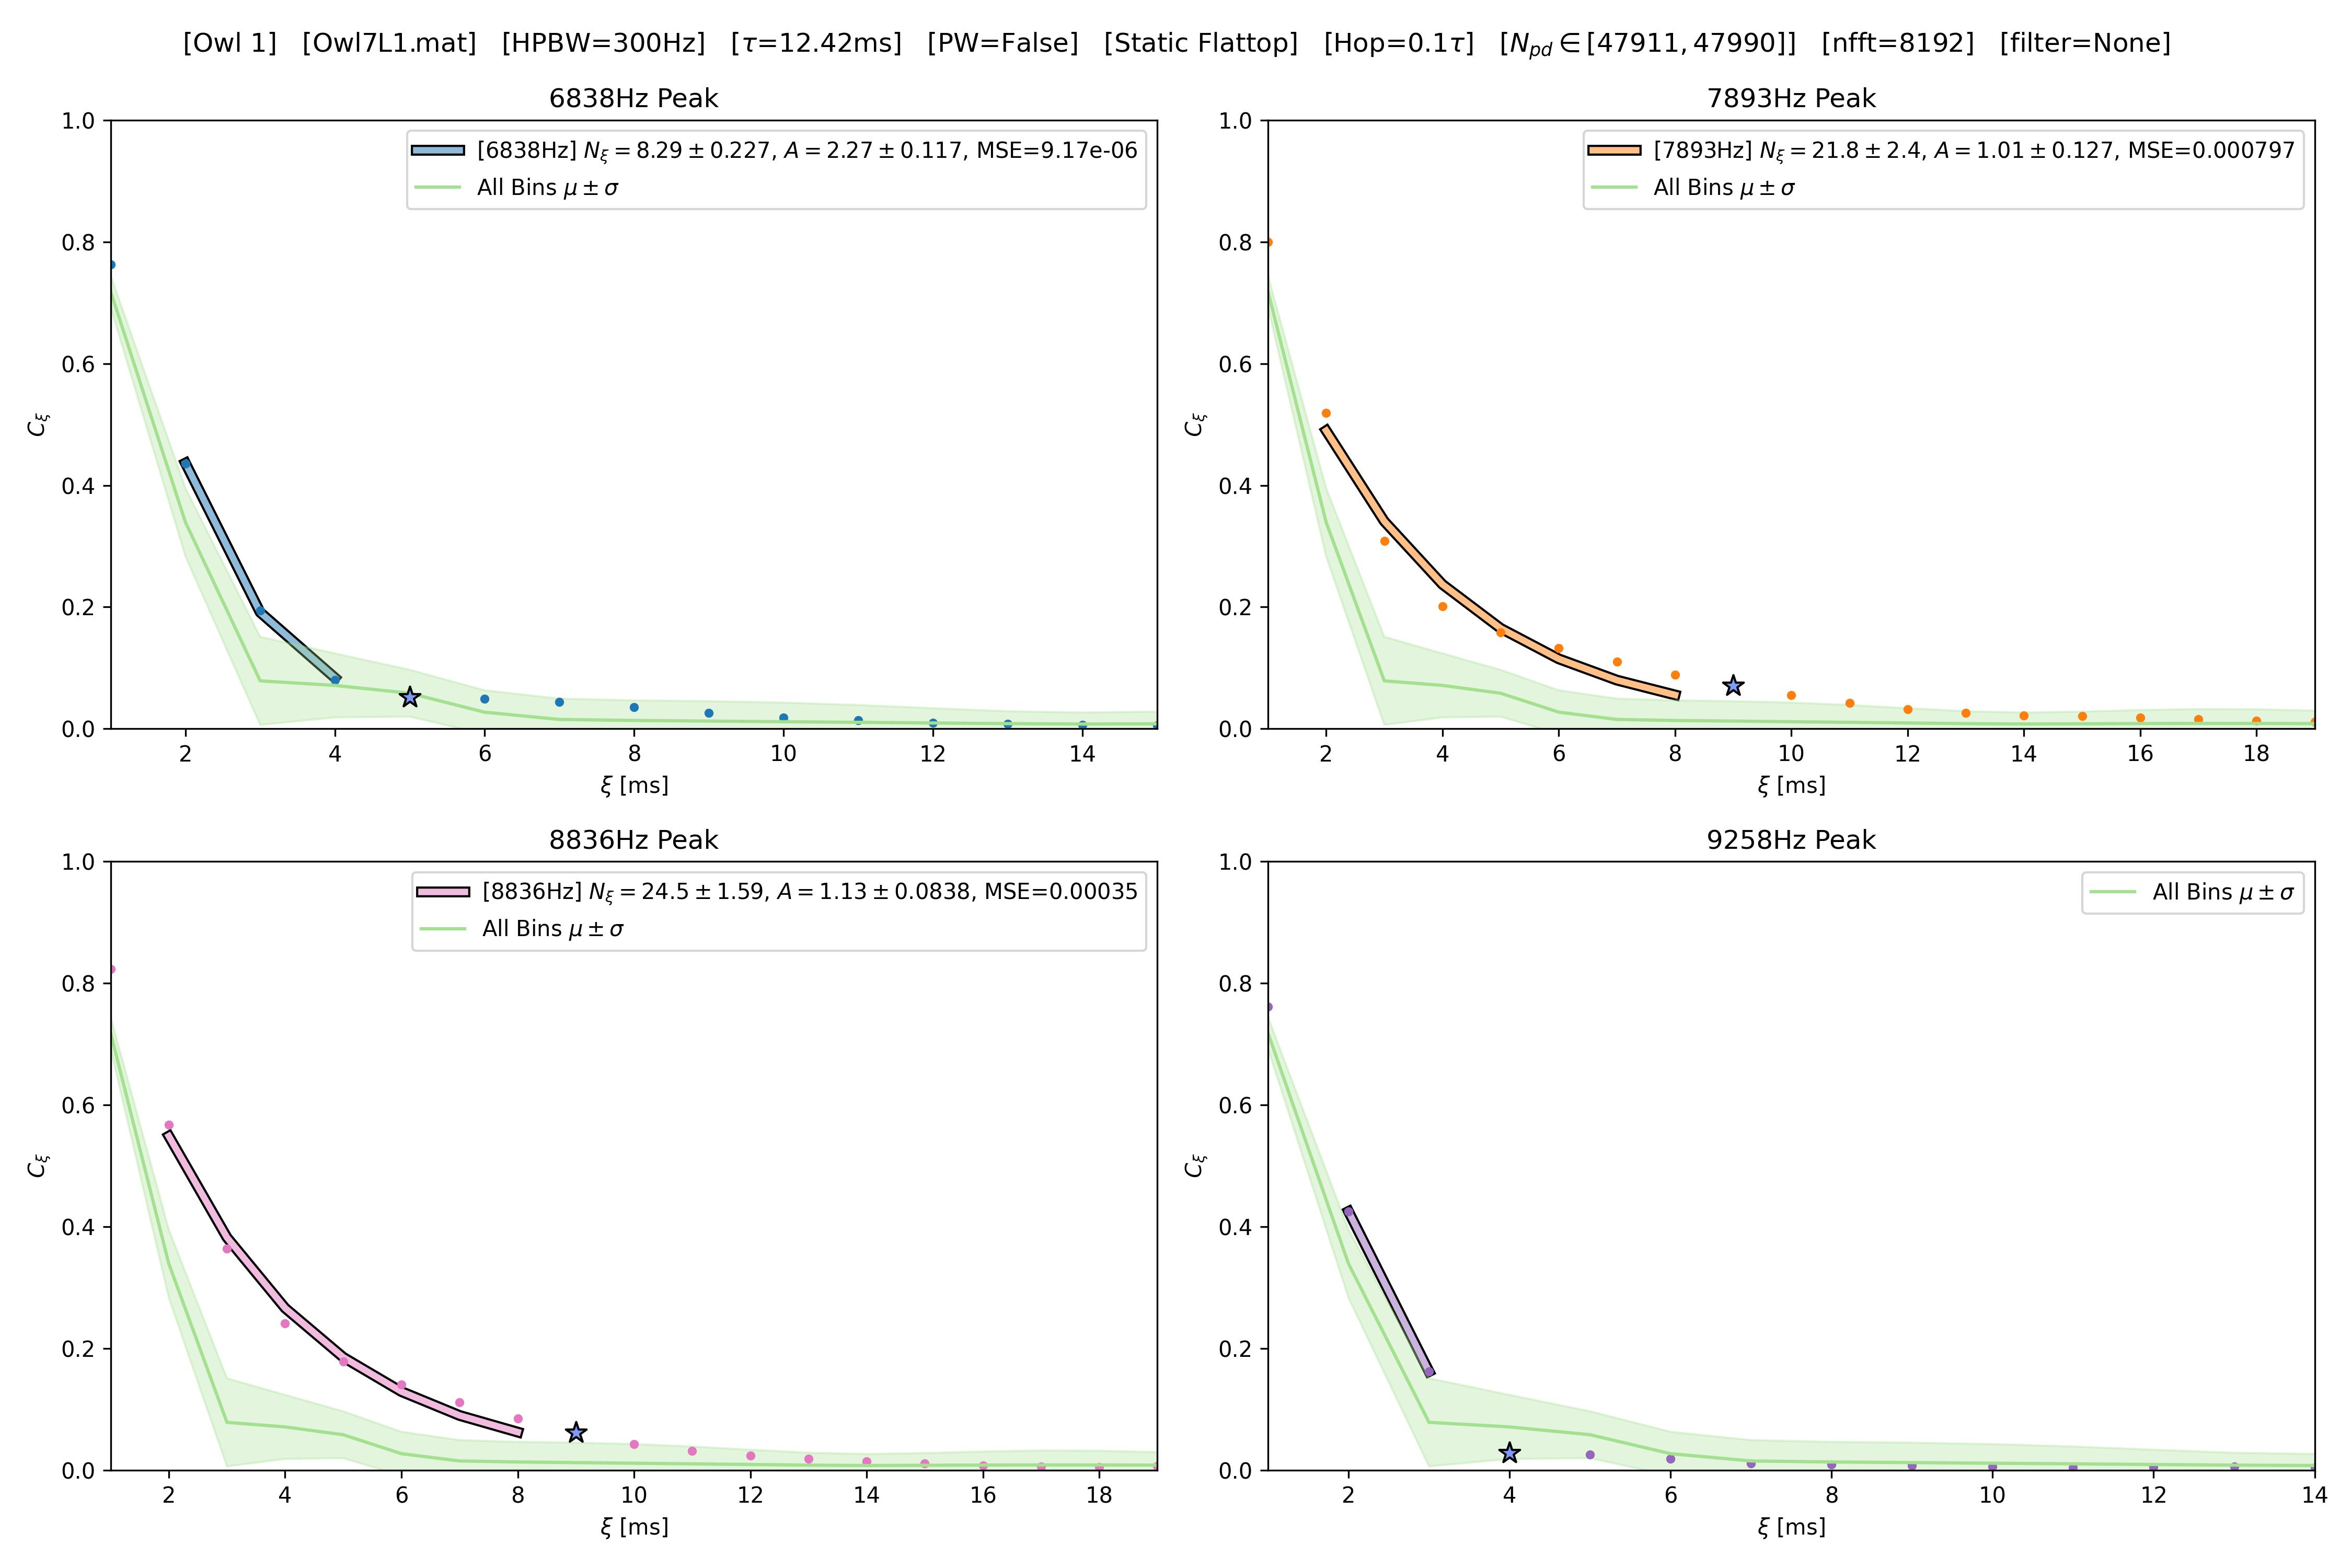 [Owl 1] [Owl7L1.mat] [HPBW=300Hz] [τ=12.42ms] [PW=False] [Static Flattop] [Hop=0.1τ] [N_pd ∈ [47911, 47990]] [nfft=8192] [filter=None]
6838Hz Peak
[6838Hz] N_ξ = 8.29 ± 0.227, A = 2.27 ± 0.117, MSE=9.17e-06
All Bins μ ± σ
C_ξ
1.0
0.8
0.6
0.4
0.2
0.0
2 4 6 8 10 12 14
ξ [ms]
7893Hz Peak
[7893Hz] N_ξ = 21.8 ± 2.4, A = 1.01 ± 0.127, MSE=0.000797
All Bins μ ± σ
C_ξ
1.0
0.8
0.6
0.4
0.2
0.0
2 4 6 8 10 12 14 16 18
ξ [ms]
8836Hz Peak
[8836Hz] N_ξ = 24.5 ± 1.59, A = 1.13 ± 0.0838, MSE=0.00035
All Bins μ ± σ
C_ξ
1.0
0.8
0.6
0.4
0.2
0.0
2 4 6 8 10 12 14 16 18
ξ [ms]
9258Hz Peak
All Bins μ ± σ
C_ξ
1.0
0.8
0.6
0.4
0.2
0.0
2 4 6 8 10 12 14
ξ [ms]